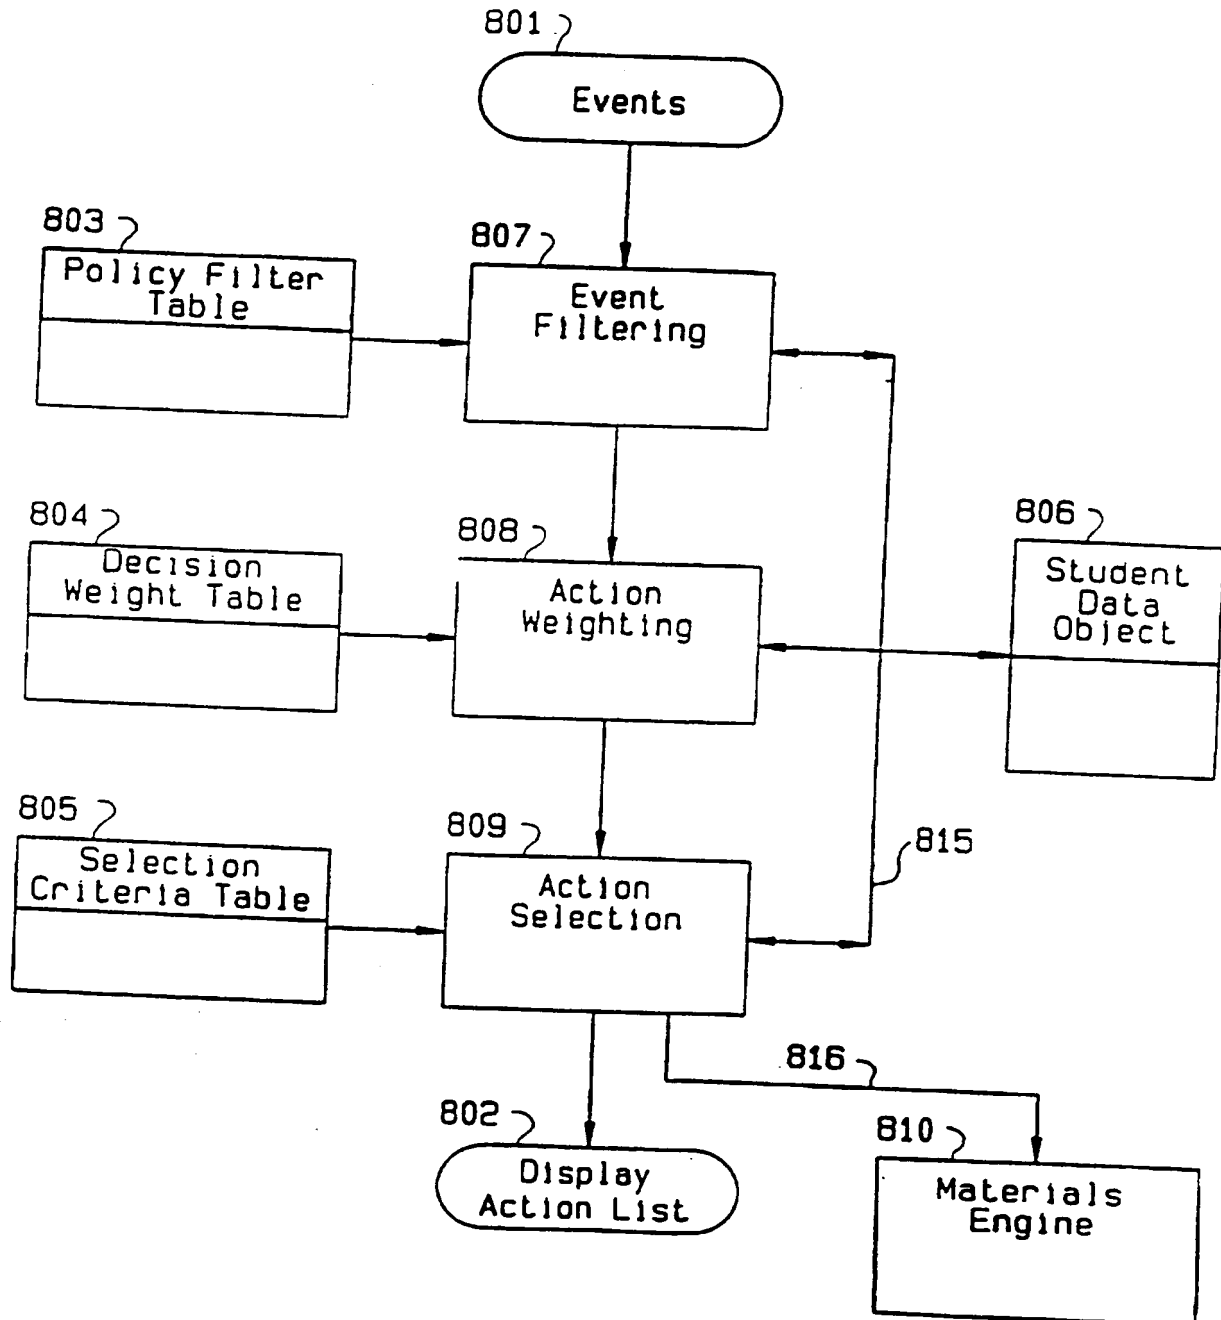 801
Events
803
Policy Filter
Table
807
Event
Filtering
804
Decision
Weight Table
808
Action
Weighting
806
Student
Data
Object
805
Selection
Criteria Table
809
Action
Selection
815
816
802
Display
Action List
810
Materials
Engine